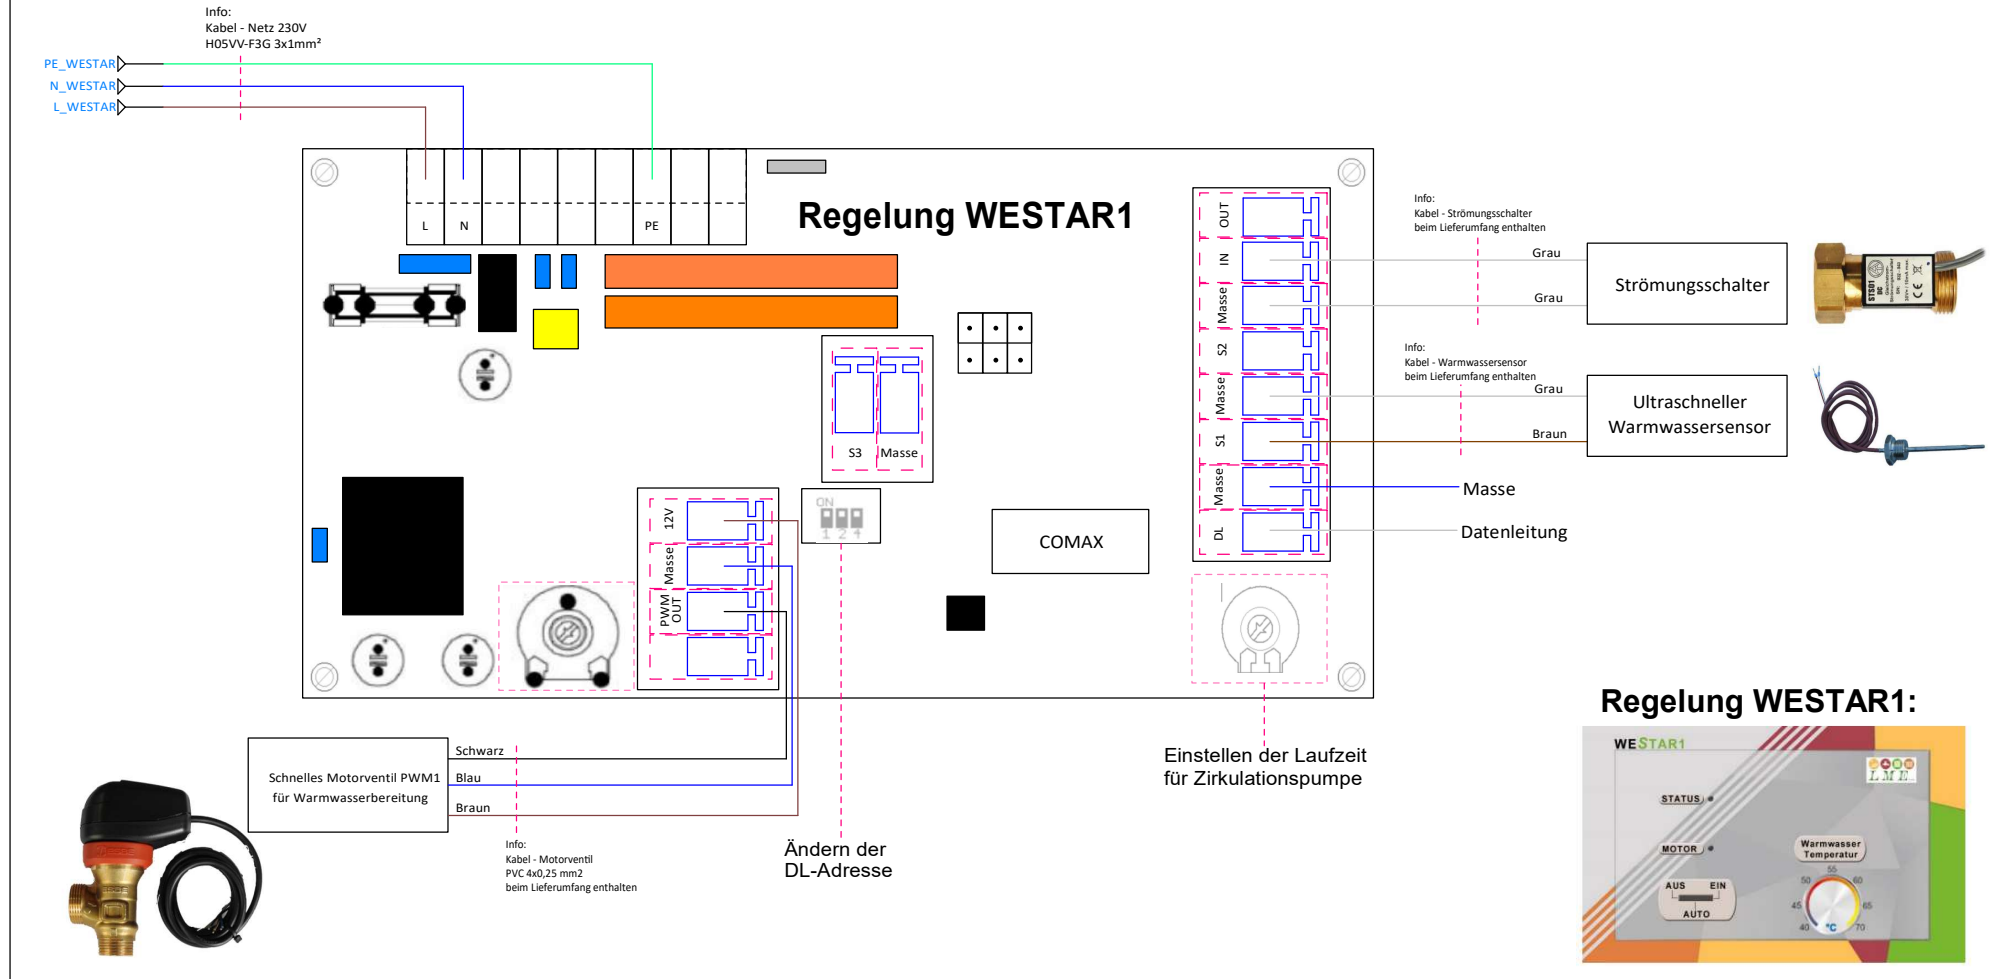 Info:
Kabel - Netz 230V
H05VV-F3G 3x1mm²
PE_WESTAR
N_WESTAR
L_WESTAR
L
N
PE
Regelung WESTAR1
OUT
IN
Masse
S2
Masse
S1
Masse
DL
Info:
Kabel - Strömungsschalter
beim Lieferumfang enthalten
Grau
Grau
Strömungsschalter
STS01
DC
Info:
Kabel - Warmwassersensor
beim Lieferumfang enthalten
Grau
Braun
Ultraschneller
Warmwassersensor
Masse
Datenleitung
S3
Masse
ON
1 2 4
COMAX
12V
Masse
PWM
OUT
Schnelles Motorventil PWM1
für Warmwasserbereitung
Schwarz
Blau
Braun
Info:
Kabel - Motorventil
PVC 4x0,25 mm2
beim Lieferumfang enthalten
Ändern der
DL-Adresse
Einstellen der Laufzeit
für Zirkulationspumpe
Regelung WESTAR1:
WESTAR1
LME
STATUS
MOTOR
AUS EIN
AUTO
Warmwasser
Temperatur
40
45
50
55
60
65
70
°C